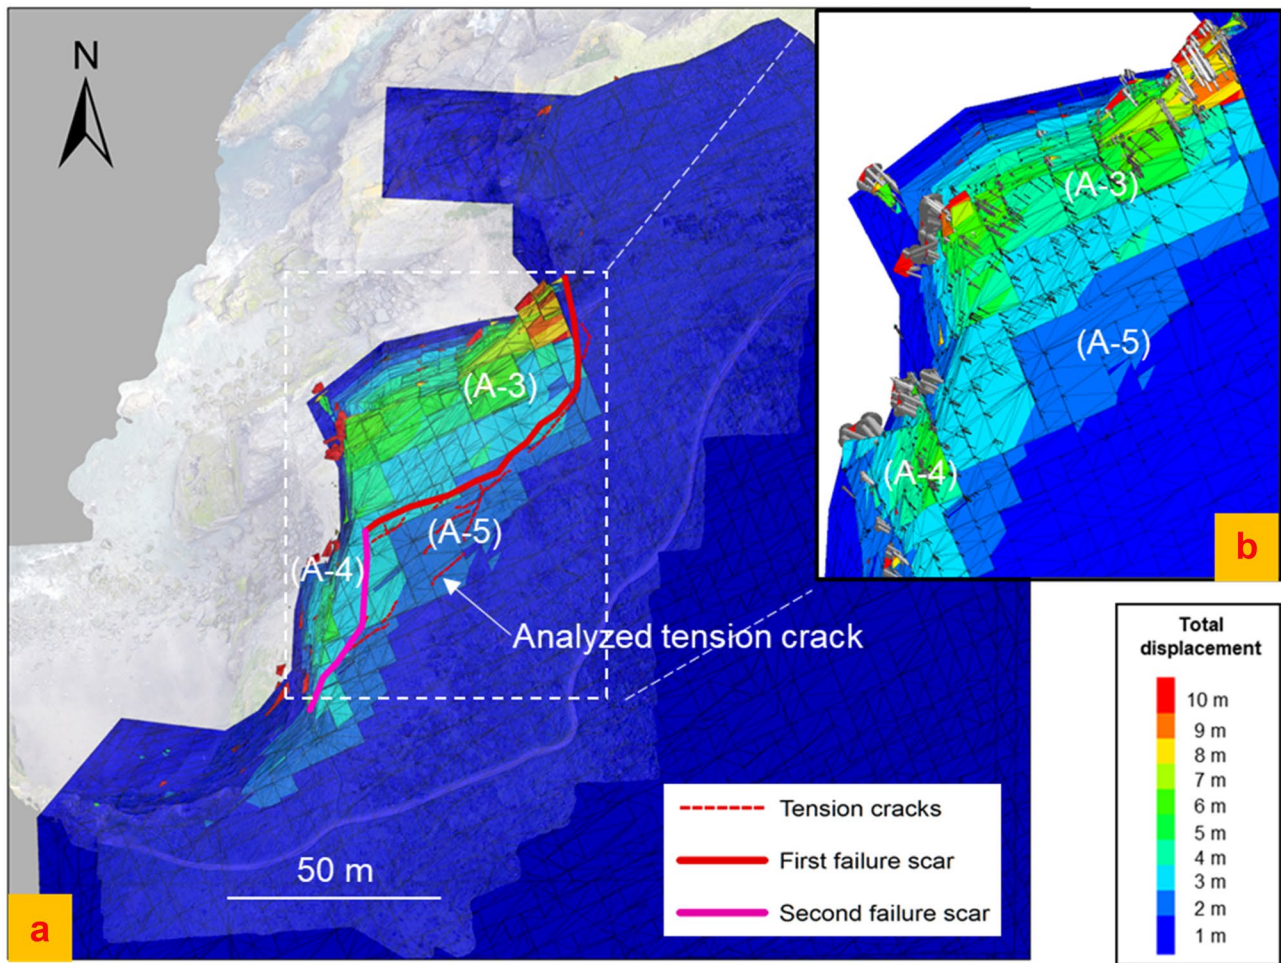 N
(A-3)
(A-5)
(A-4)
Analyzed tension crack
50 m
a
(A-3)
(A-5)
(A-4)
b
Tension cracks
First failure scar
Second failure scar
Total
displacement
10 m
9 m
8 m
7 m
6 m
5 m
4 m
3 m
2 m
1 m